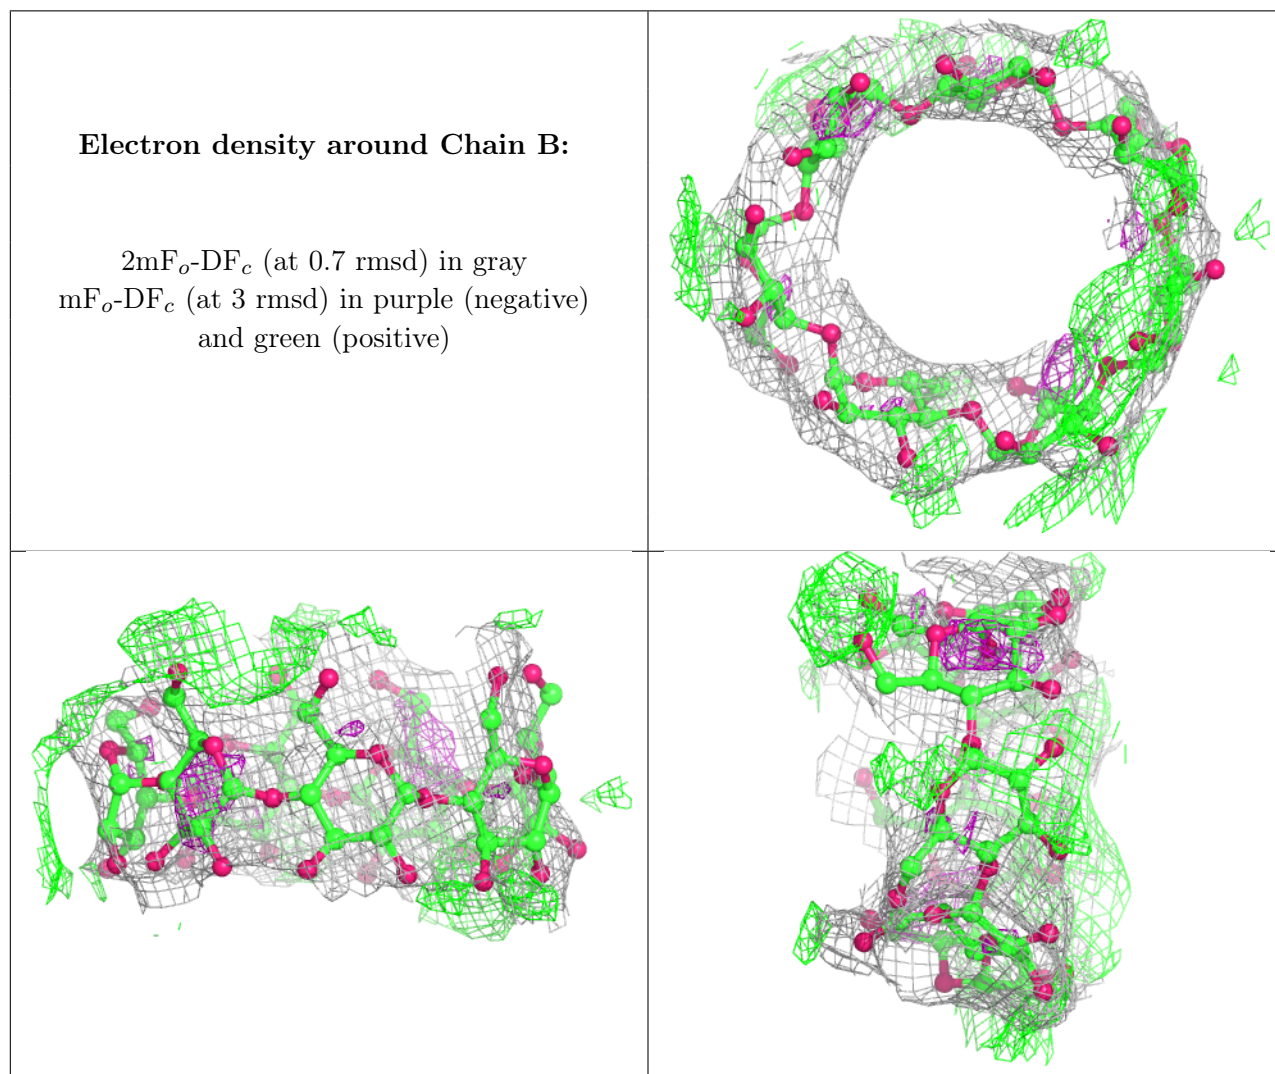 Electron density around Chain B:
2mFo-DFc (at 0.7 rmsd) in gray
mFo-DFc (at 3 rmsd) in purple (negative)
and green (positive)